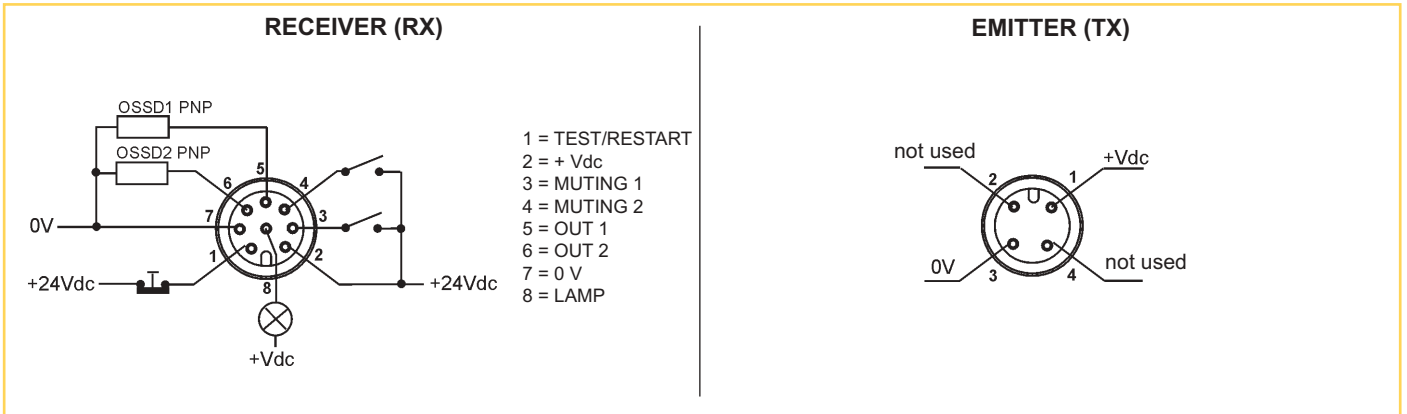 RECEIVER (RX)
OSSD1 PNP
OSSD2 PNP
5
6
4
7
3
0V
1
2
+24Vdc
8
+24Vdc
+Vdc
1 = TEST/RESTART
2 = + Vdc
3 = MUTING 1
4 = MUTING 2
5 = OUT 1
6 = OUT 2
7 = 0 V
8 = LAMP
EMITTER (TX)
not used
+Vdc
2
1
0V
not used
3
4